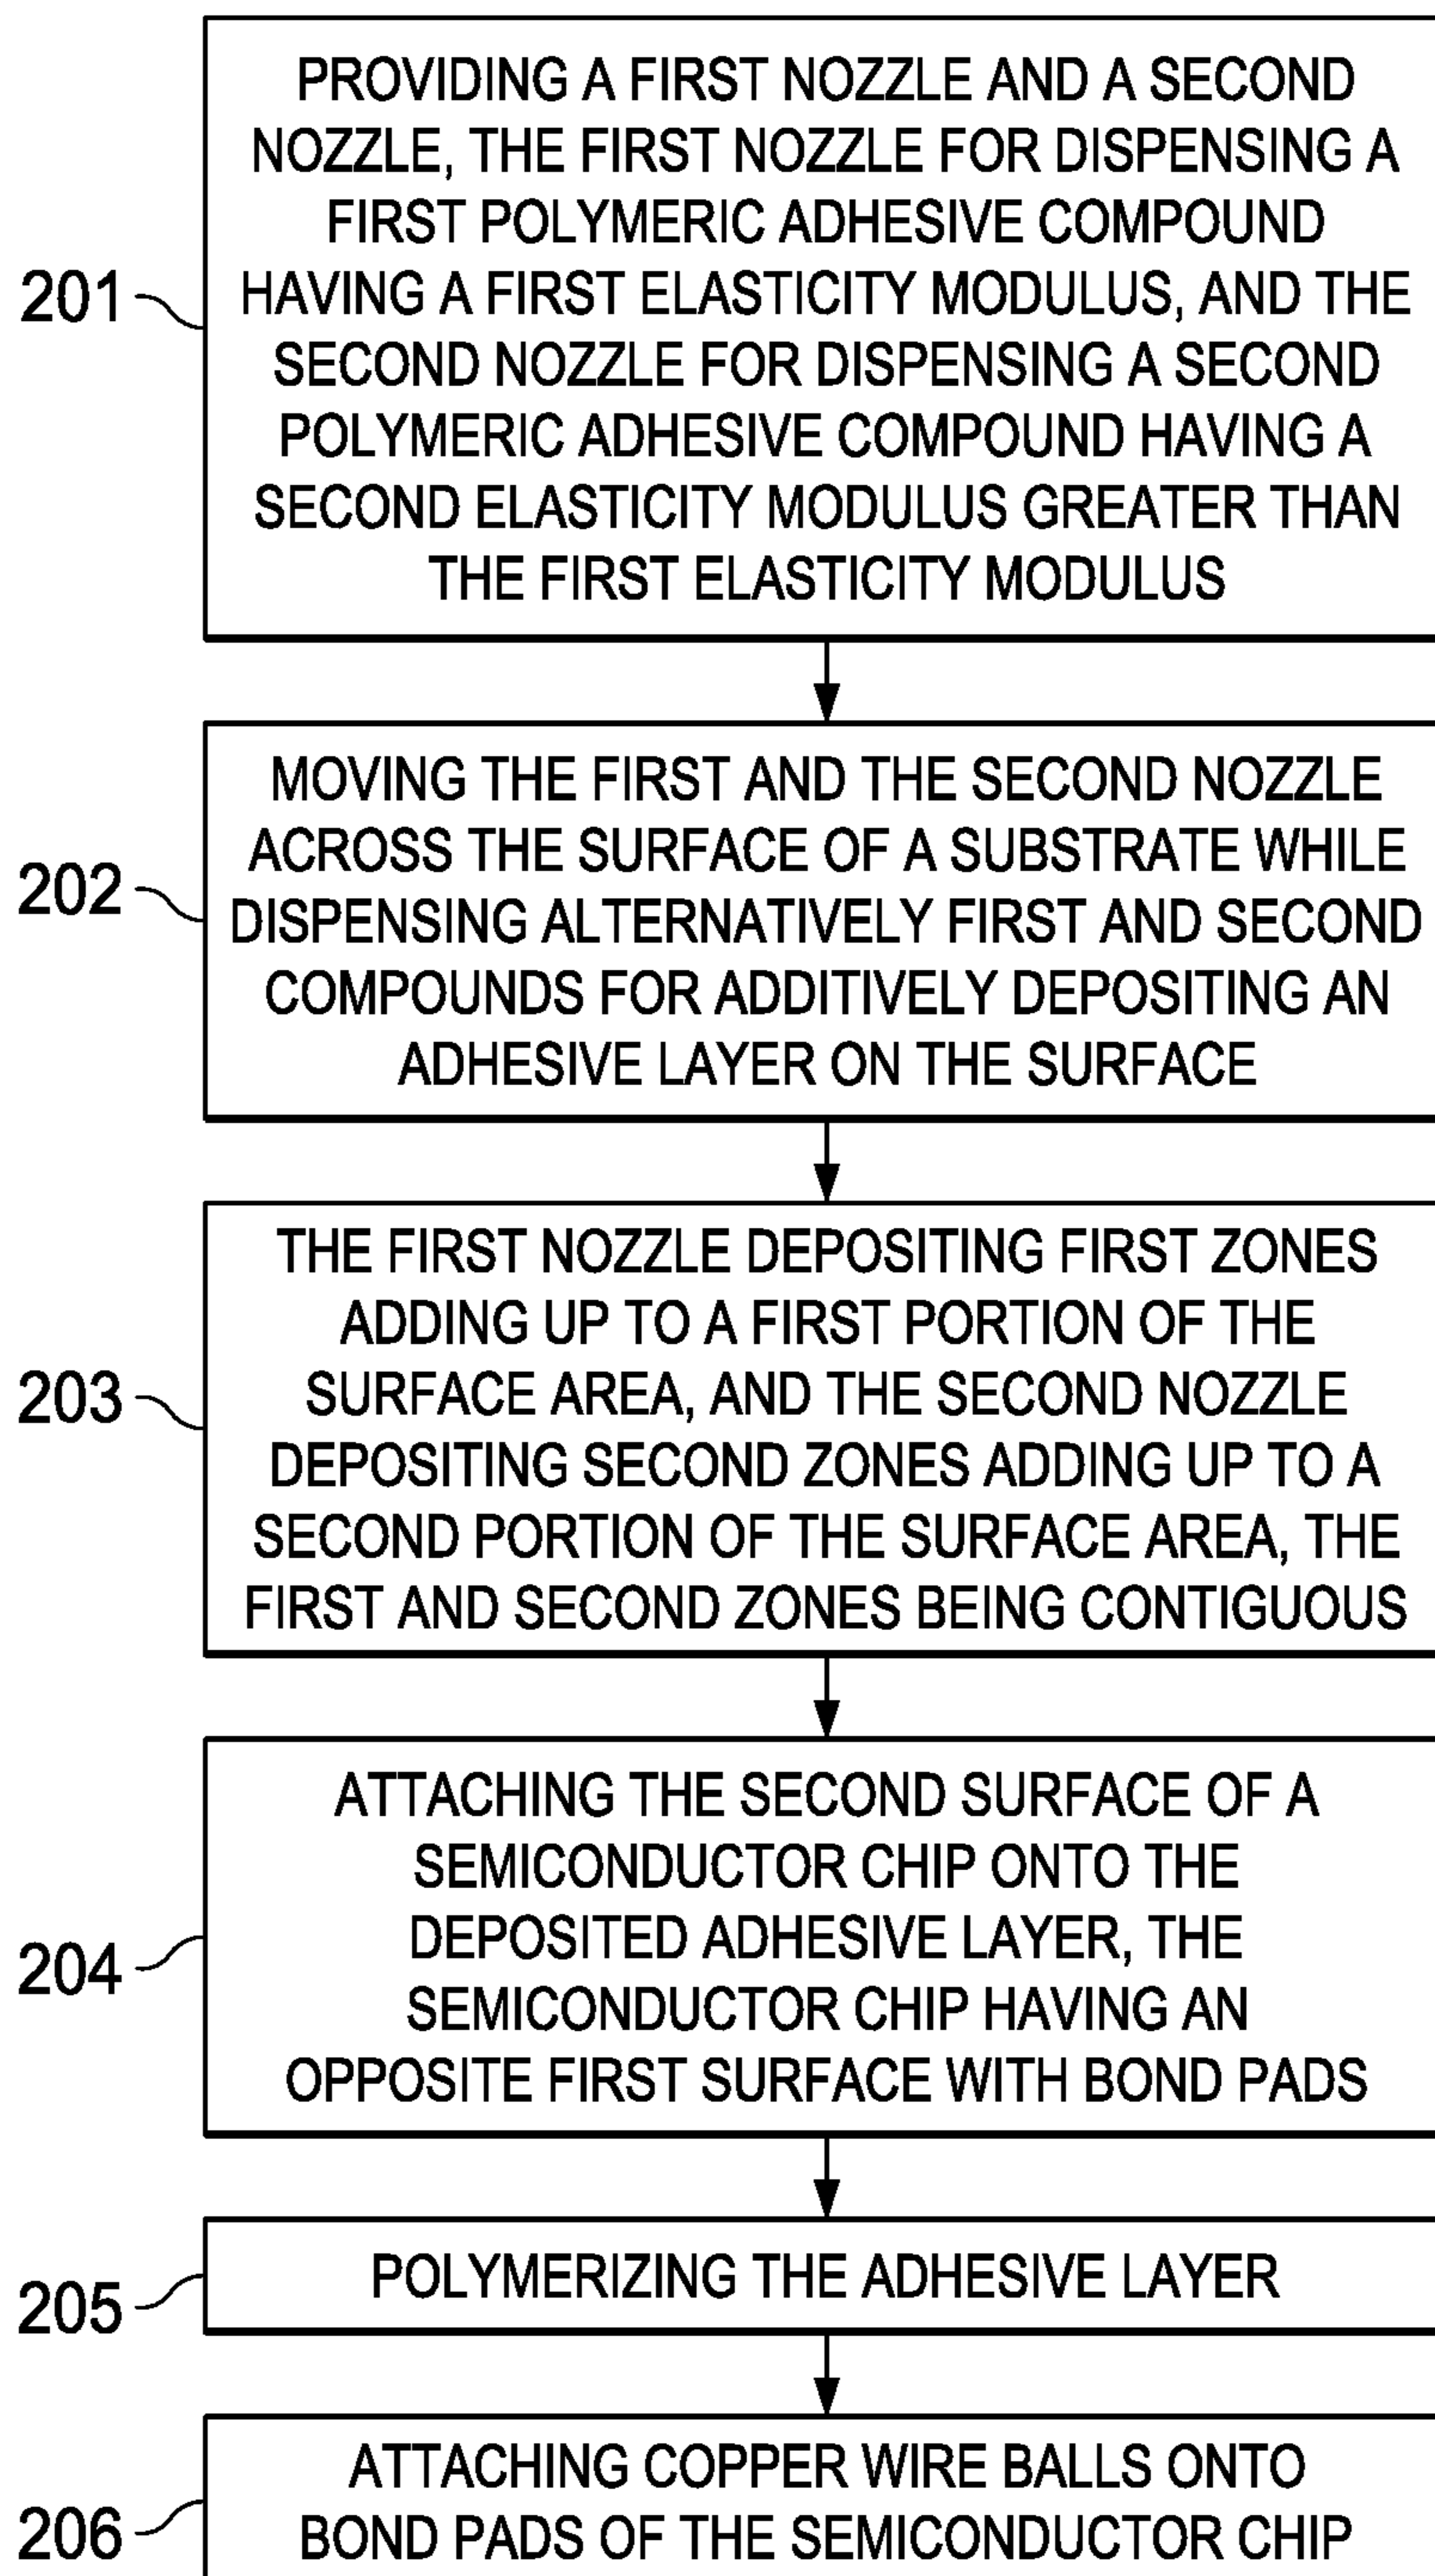 PROVIDING A FIRST NOZZLE AND A SECOND
NOZZLE, THE FIRST NOZZLE FOR DISPENSING A
FIRST POLYMERIC ADHESIVE COMPOUND
201
HAVING A FIRST ELASTICITY MODULUS, AND THE
SECOND NOZZLE FOR DISPENSING A SECOND
POLYMERIC ADHESIVE COMPOUND HAVING A
SECOND ELASTICITY MODULUS GREATER THAN
THE FIRST ELASTICITY MODULUS
MOVING THE FIRST AND THE SECOND NOZZLE
ACROSS THE SURFACE OF A SUBSTRATE WHILE
202
DISPENSING ALTERNATIVELY FIRST AND SECOND
COMPOUNDS FOR ADDITIVELY DEPOSITING AN
ADHESIVE LAYER ON THE SURFACE
THE FIRST NOZZLE DEPOSITING FIRST ZONES
ADDING UP TO A FIRST PORTION OF THE
203
SURFACE AREA, AND THE SECOND NOZZLE
DEPOSITING SECOND ZONES ADDING UP TO A
SECOND PORTION OF THE SURFACE AREA, THE
FIRST AND SECOND ZONES BEING CONTIGUOUS
ATTACHING THE SECOND SURFACE OF A
SEMICONDUCTOR CHIP ONTO THE
DEPOSITED ADHESIVE LAYER, THE
204
SEMICONDUCTOR CHIP HAVING AN
OPPOSITE FIRST SURFACE WITH BOND PADS
205
POLYMERIZING THE ADHESIVE LAYER
ATTACHING COPPER WIRE BALLS ONTO
206
BOND PADS OF THE SEMICONDUCTOR CHIP